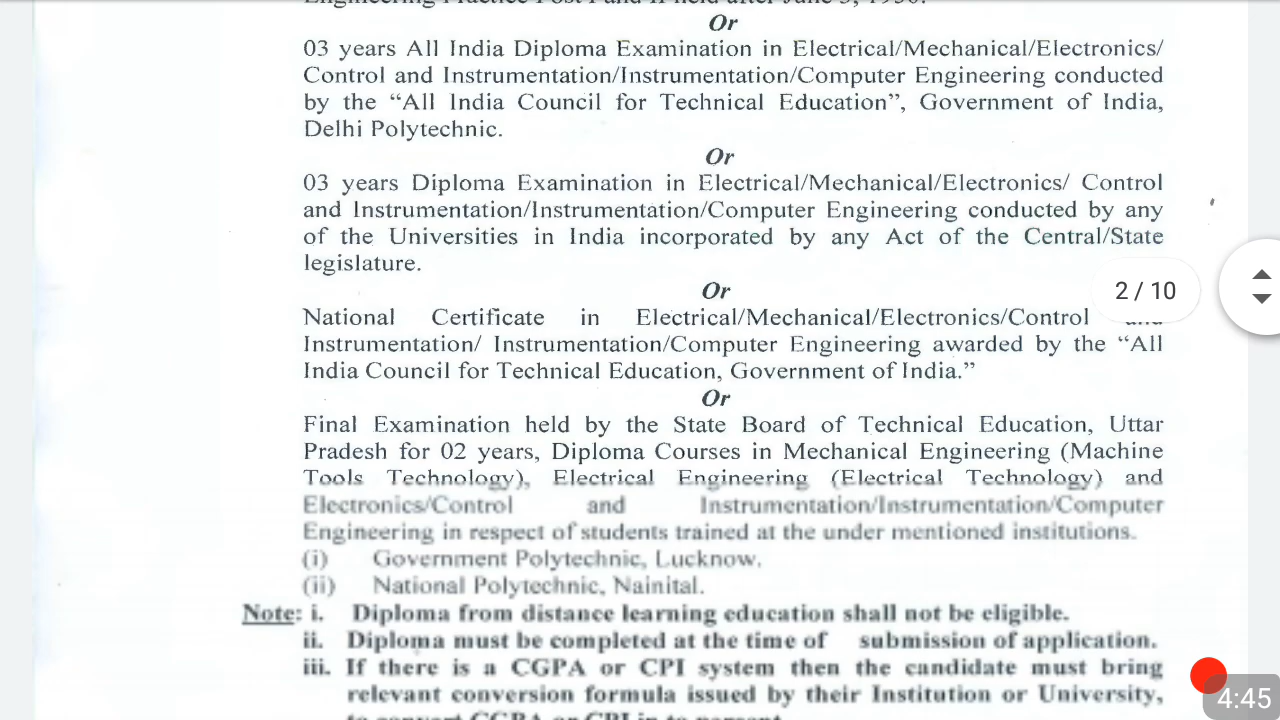 Or
03 years All India Diploma Examination in Electrical/Mechanical/Electronics/
Control and Instrumentation/Instrumentation/Computer Engineering conducted
by the “All India Council for Technical Education”, Government of India,
Delhi Polytechnic.
Or
03 years Diploma Examination in Electrical/Mechanical/Electronics/ Control
and Instrumentation/Instrumentation/Computer Engineering conducted by any
of the Universities in India incorporated by any Act of the Central/State
legislature.
Or
2 / 10
National Certificate in Electrical/Mechanical/Electronics/Control
Instrumentation/ Instrumentation/Computer Engineering awarded by the “All
India Council for Technical Education, Government of India.”
Or
Final Examination held by the State Board of Technical Education, Uttar
Pradesh for 02 years, Diploma Courses in Mechanical Engineering (Machine
Tools Technology), Electrical Engineering (Electrical Technology) and
Electronics/Control and Instrumentation/Instrumentation/Computer
Engineering in respect of students trained at the under mentioned institutions.
(i) Government Polytechnic, Lucknow.
(ii) National Polytechnic, Nainital.
Note: i. Diploma from distance learning education shall not be eligible.
ii. Diploma must be completed at the time of submission of application.
iii. If there is a CGPA or CPI system then the candidate must bring
relevant conversion formula issued by their Institution or University,
4:45